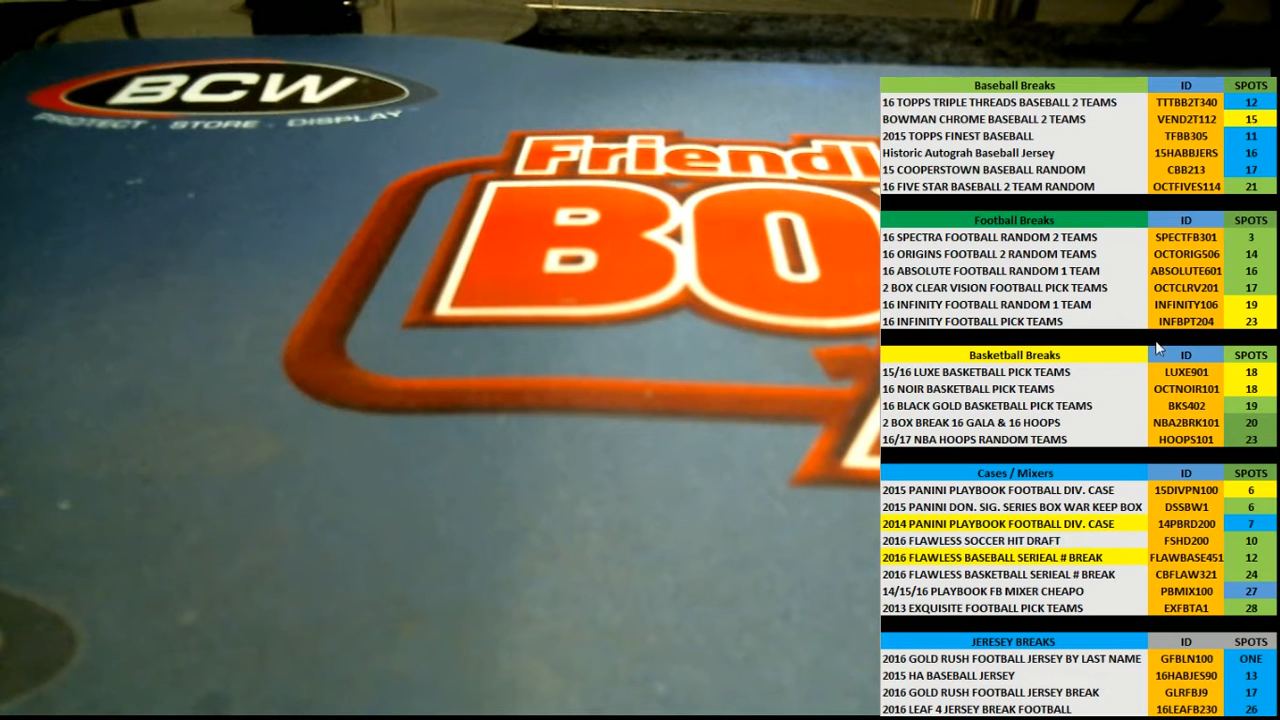 BCW
PROTECT · STORE · DISPLAY
Friendl
BO
Baseball Breaks ID SPOTS
16 TOPPS TRIPLE THREADS BASEBALL 2 TEAMS TTTBB2T340 12
BOWMAN CHROME BASEBALL 2 TEAMS VEND2T112 15
2015 TOPPS FINEST BASEBALL TFBB305 11
Historic Autograh Baseball Jersey 15HABBJERS 16
15 COOPERSTOWN BASEBALL RANDOM CBB213 17
16 FIVE STAR BASEBALL 2 TEAM RANDOM OCTFIVES114 21
Football Breaks ID SPOTS
16 SPECTRA FOOTBALL RANDOM 2 TEAMS SPECTFB301 3
16 ORIGINS FOOTBALL 2 RANDOM TEAMS OCTORIG506 14
16 ABSOLUTE FOOTBALL RANDOM 1 TEAM ABSOLUTE601 16
2 BOX CLEAR VISION FOOTBALL PICK TEAMS OCTCLRV201 17
16 INFINITY FOOTBALL RANDOM 1 TEAM INFINITY106 19
16 INFINITY FOOTBALL PICK TEAMS INFBPT204 23
Basketball Breaks ID SPOTS
15/16 LUXE BASKETBALL PICK TEAMS LUXE901 18
16 NOIR BASKETBALL PICK TEAMS OCTNOIR101 18
16 BLACK GOLD BASKETBALL PICK TEAMS BKS402 19
2 BOX BREAK 16 GALA & 16 HOOPS NBA2BRK101 20
16/17 NBA HOOPS RANDOM TEAMS HOOPS101 23
Cases / Mixers ID SPOTS
2015 PANINI PLAYBOOK FOOTBALL DIV. CASE 15DIVPN100 6
2015 PANINI DON. SIG. SERIES BOX WAR KEEP BOX DSSBW1 6
2014 PANINI PLAYBOOK FOOTBALL DIV. CASE 14PBRD200 7
2016 FLAWLESS SOCCER HIT DRAFT FSHD200 10
2016 FLAWLESS BASEBALL SERIEAL # BREAK FLAWBASE451 12
2016 FLAWLESS BASKETBALL SERIEAL # BREAK CBFLAW321 24
14/15/16 PLAYBOOK FB MIXER CHEAPO PBMIX100 27
2013 EXQUISITE FOOTBALL PICK TEAMS EXFBTA1 28
JERESEY BREAKS ID SPOTS
2016 GOLD RUSH FOOTBALL JERSEY BY LAST NAME GFBLN100 ONE
2015 HA BASEBALL JERSEY 16HABJES90 13
2016 GOLD RUSH FOOTBALL JERSEY BREAK GLRFBJ9 17
2016 LEAF 4 JERSEY BREAK FOOTBALL 16LEAFB230 26